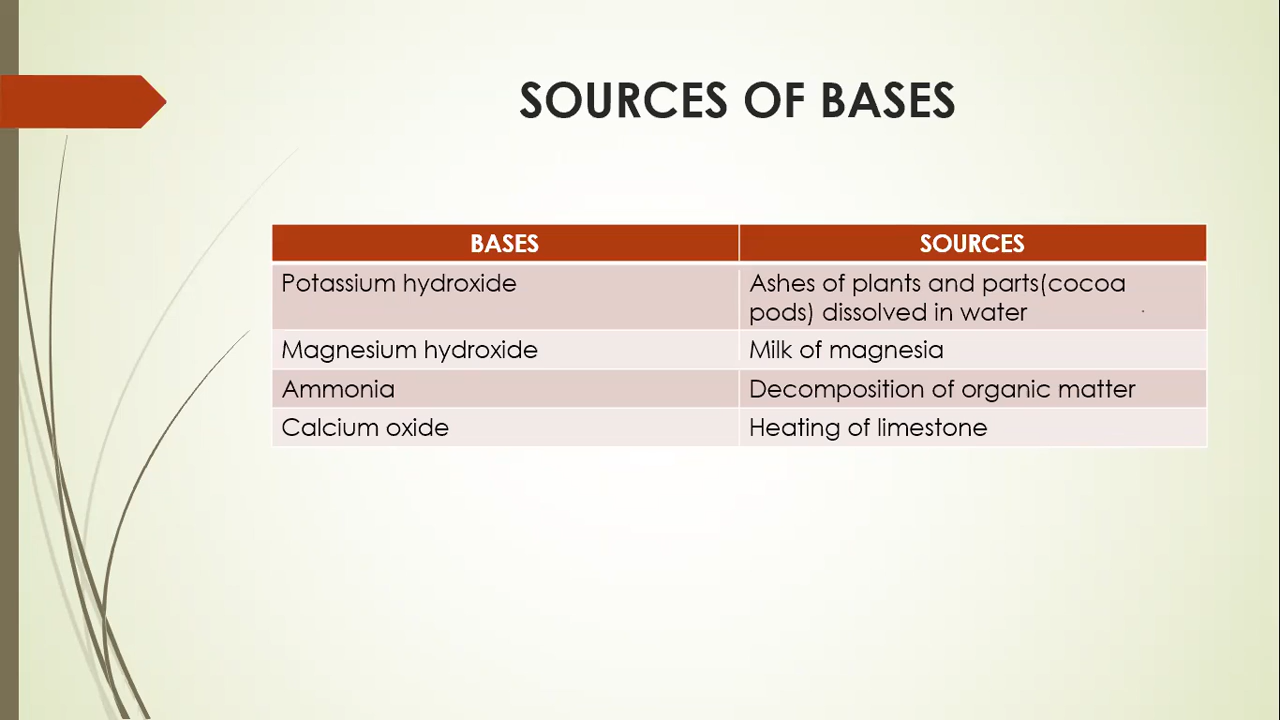 SOURCES OF BASES
BASES
SOURCES
Potassium hydroxide
Ashes of plants and parts(cocoa
pods) dissolved in water
Magnesium hydroxide
Milk of magnesia
Ammonia
Decomposition of organic matter
Calcium oxide
Heating of limestone